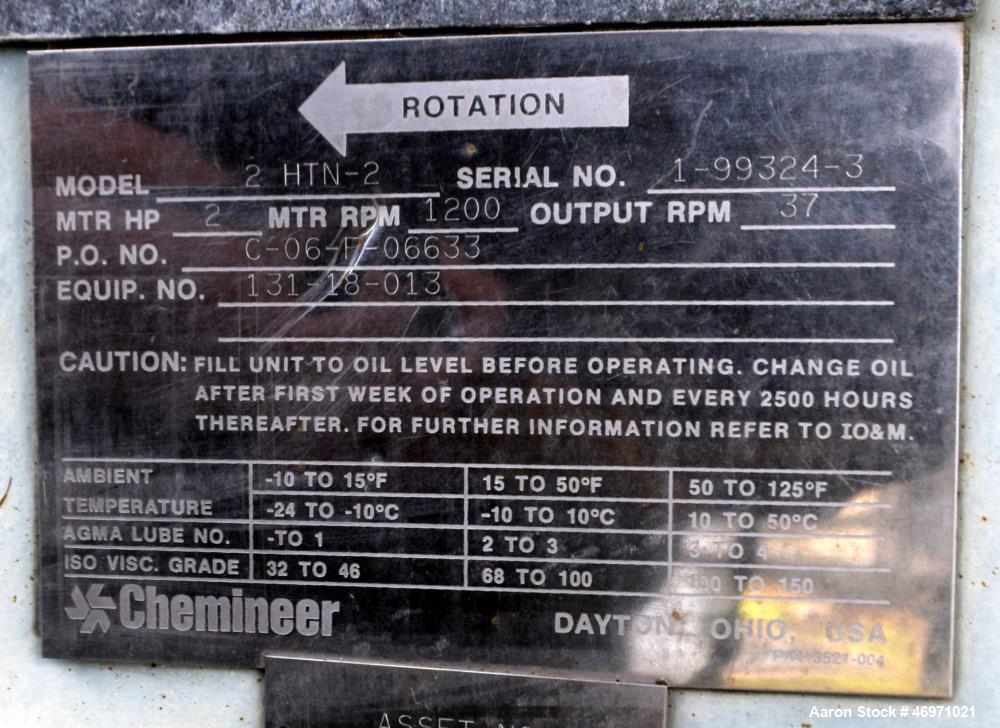 ROTATION
MODEL 2 HTN-2 SERIAL NO. 1-99324-3
MTR HP 2 MTR RPM 1200 OUTPUT RPM 37
P.O. NO. C-06-P-06633
EQUIP. NO. 131-18-013
CAUTION: FILL UNIT TO OIL LEVEL BEFORE OPERATING. CHANGE OIL
AFTER FIRST WEEK OF OPERATION AND EVERY 2500 HOURS
THEREAFTER. FOR FURTHER INFORMATION REFER TO IO&M.
AMBIENT -10 TO 15°F 15 TO 50°F 50 TO 125°F
TEMPERATURE -24 TO -10°C -10 TO 10°C 10 TO 50°C
AGMA LUBE NO. -TO 1 2 TO 3 3 TO 4
ISO VISC. GRADE 32 TO 46 68 TO 100 100 TO 150
Chemineer DAYTON, OHIO, USA
P/N 3521-004
ASSET NO
Aaron Stock # 46971021